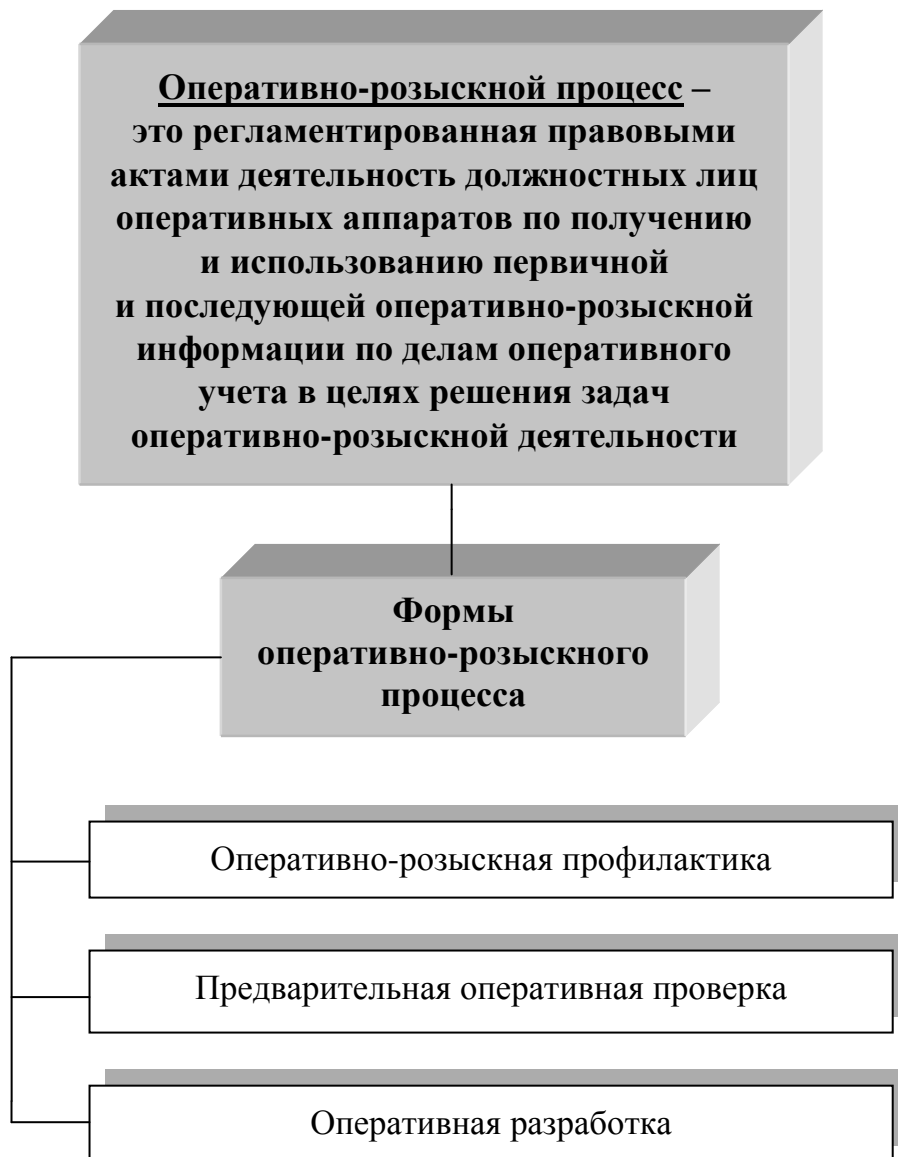 Оперативно-розыскной процесс –
это регламентированная правовыми
актами деятельность должностных лиц
оперативных аппаратов по получению
и использованию первичной
и последующей оперативно-розыскной
информации по делам оперативного
учета в целях решения задач
оперативно-розыскной деятельности
Формы
оперативно-розыскного
процесса
Оперативно-розыскная профилактика
Предварительная оперативная проверка
Оперативная разработка